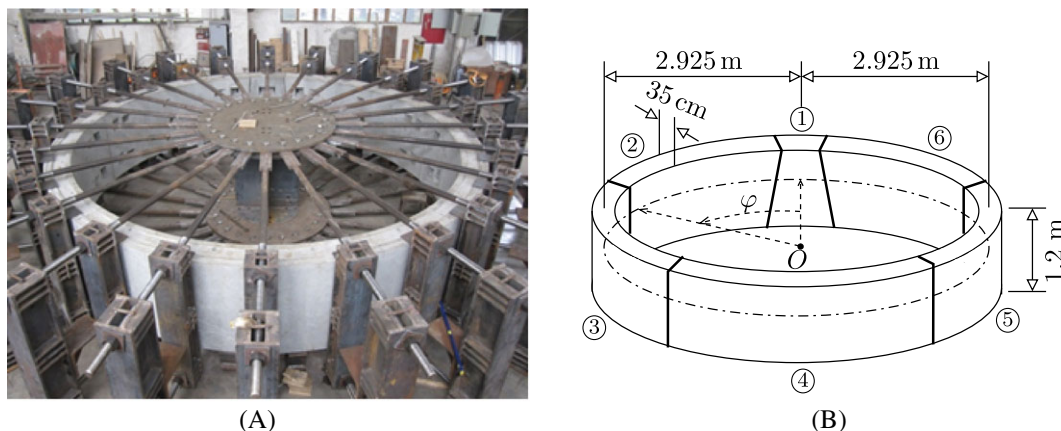 2.925 m 2.925 m
35 cm
①
② ⑥
φ
O
1.2 m
③ ⑤
④
(A) (B)